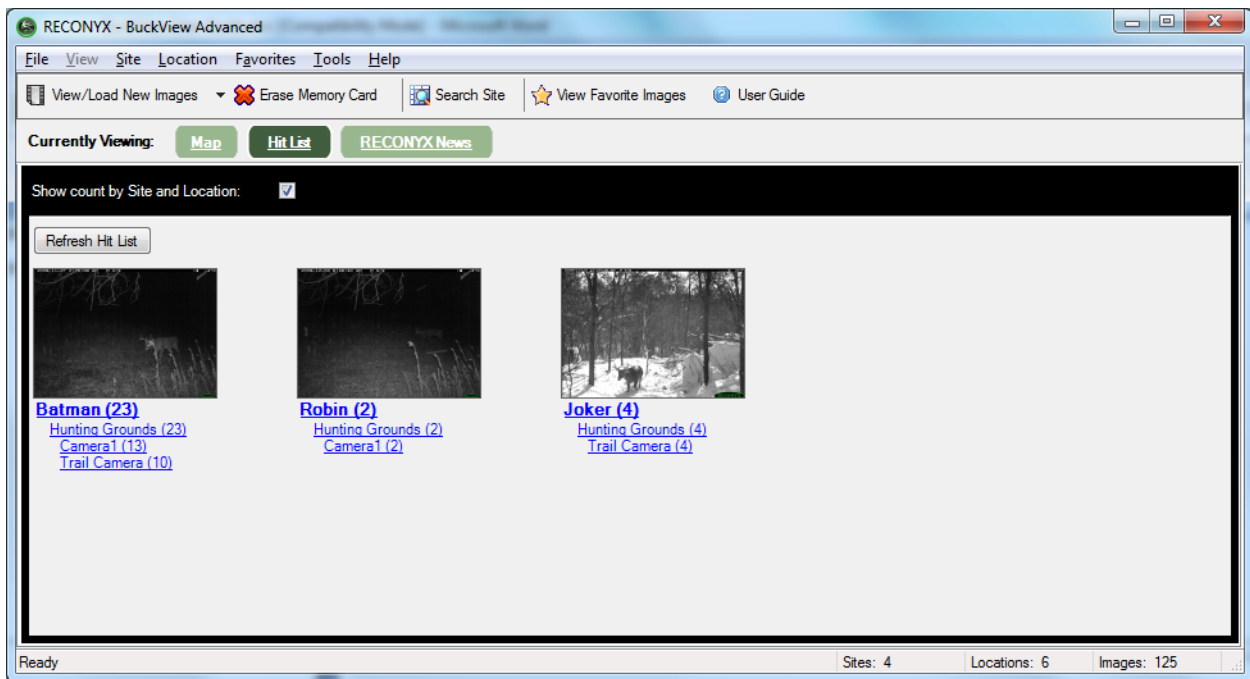 RECONYX - BuckView Advanced
File View Site Location Favorites Tools Help
View/Load New Images Erase Memory Card Search Site View Favorite Images User Guide
Currently Viewing: Map Hit List RECONYX News
Show count by Site and Location:
Refresh Hit List
Batman (23)
Hunting Grounds (23)
Camera1 (13)
Trail Camera (10)
Robin (2)
Hunting Grounds (2)
Camera1 (2)
Joker (4)
Hunting Grounds (4)
Trail Camera (4)
Ready Sites: 4 Locations: 6 Images: 125